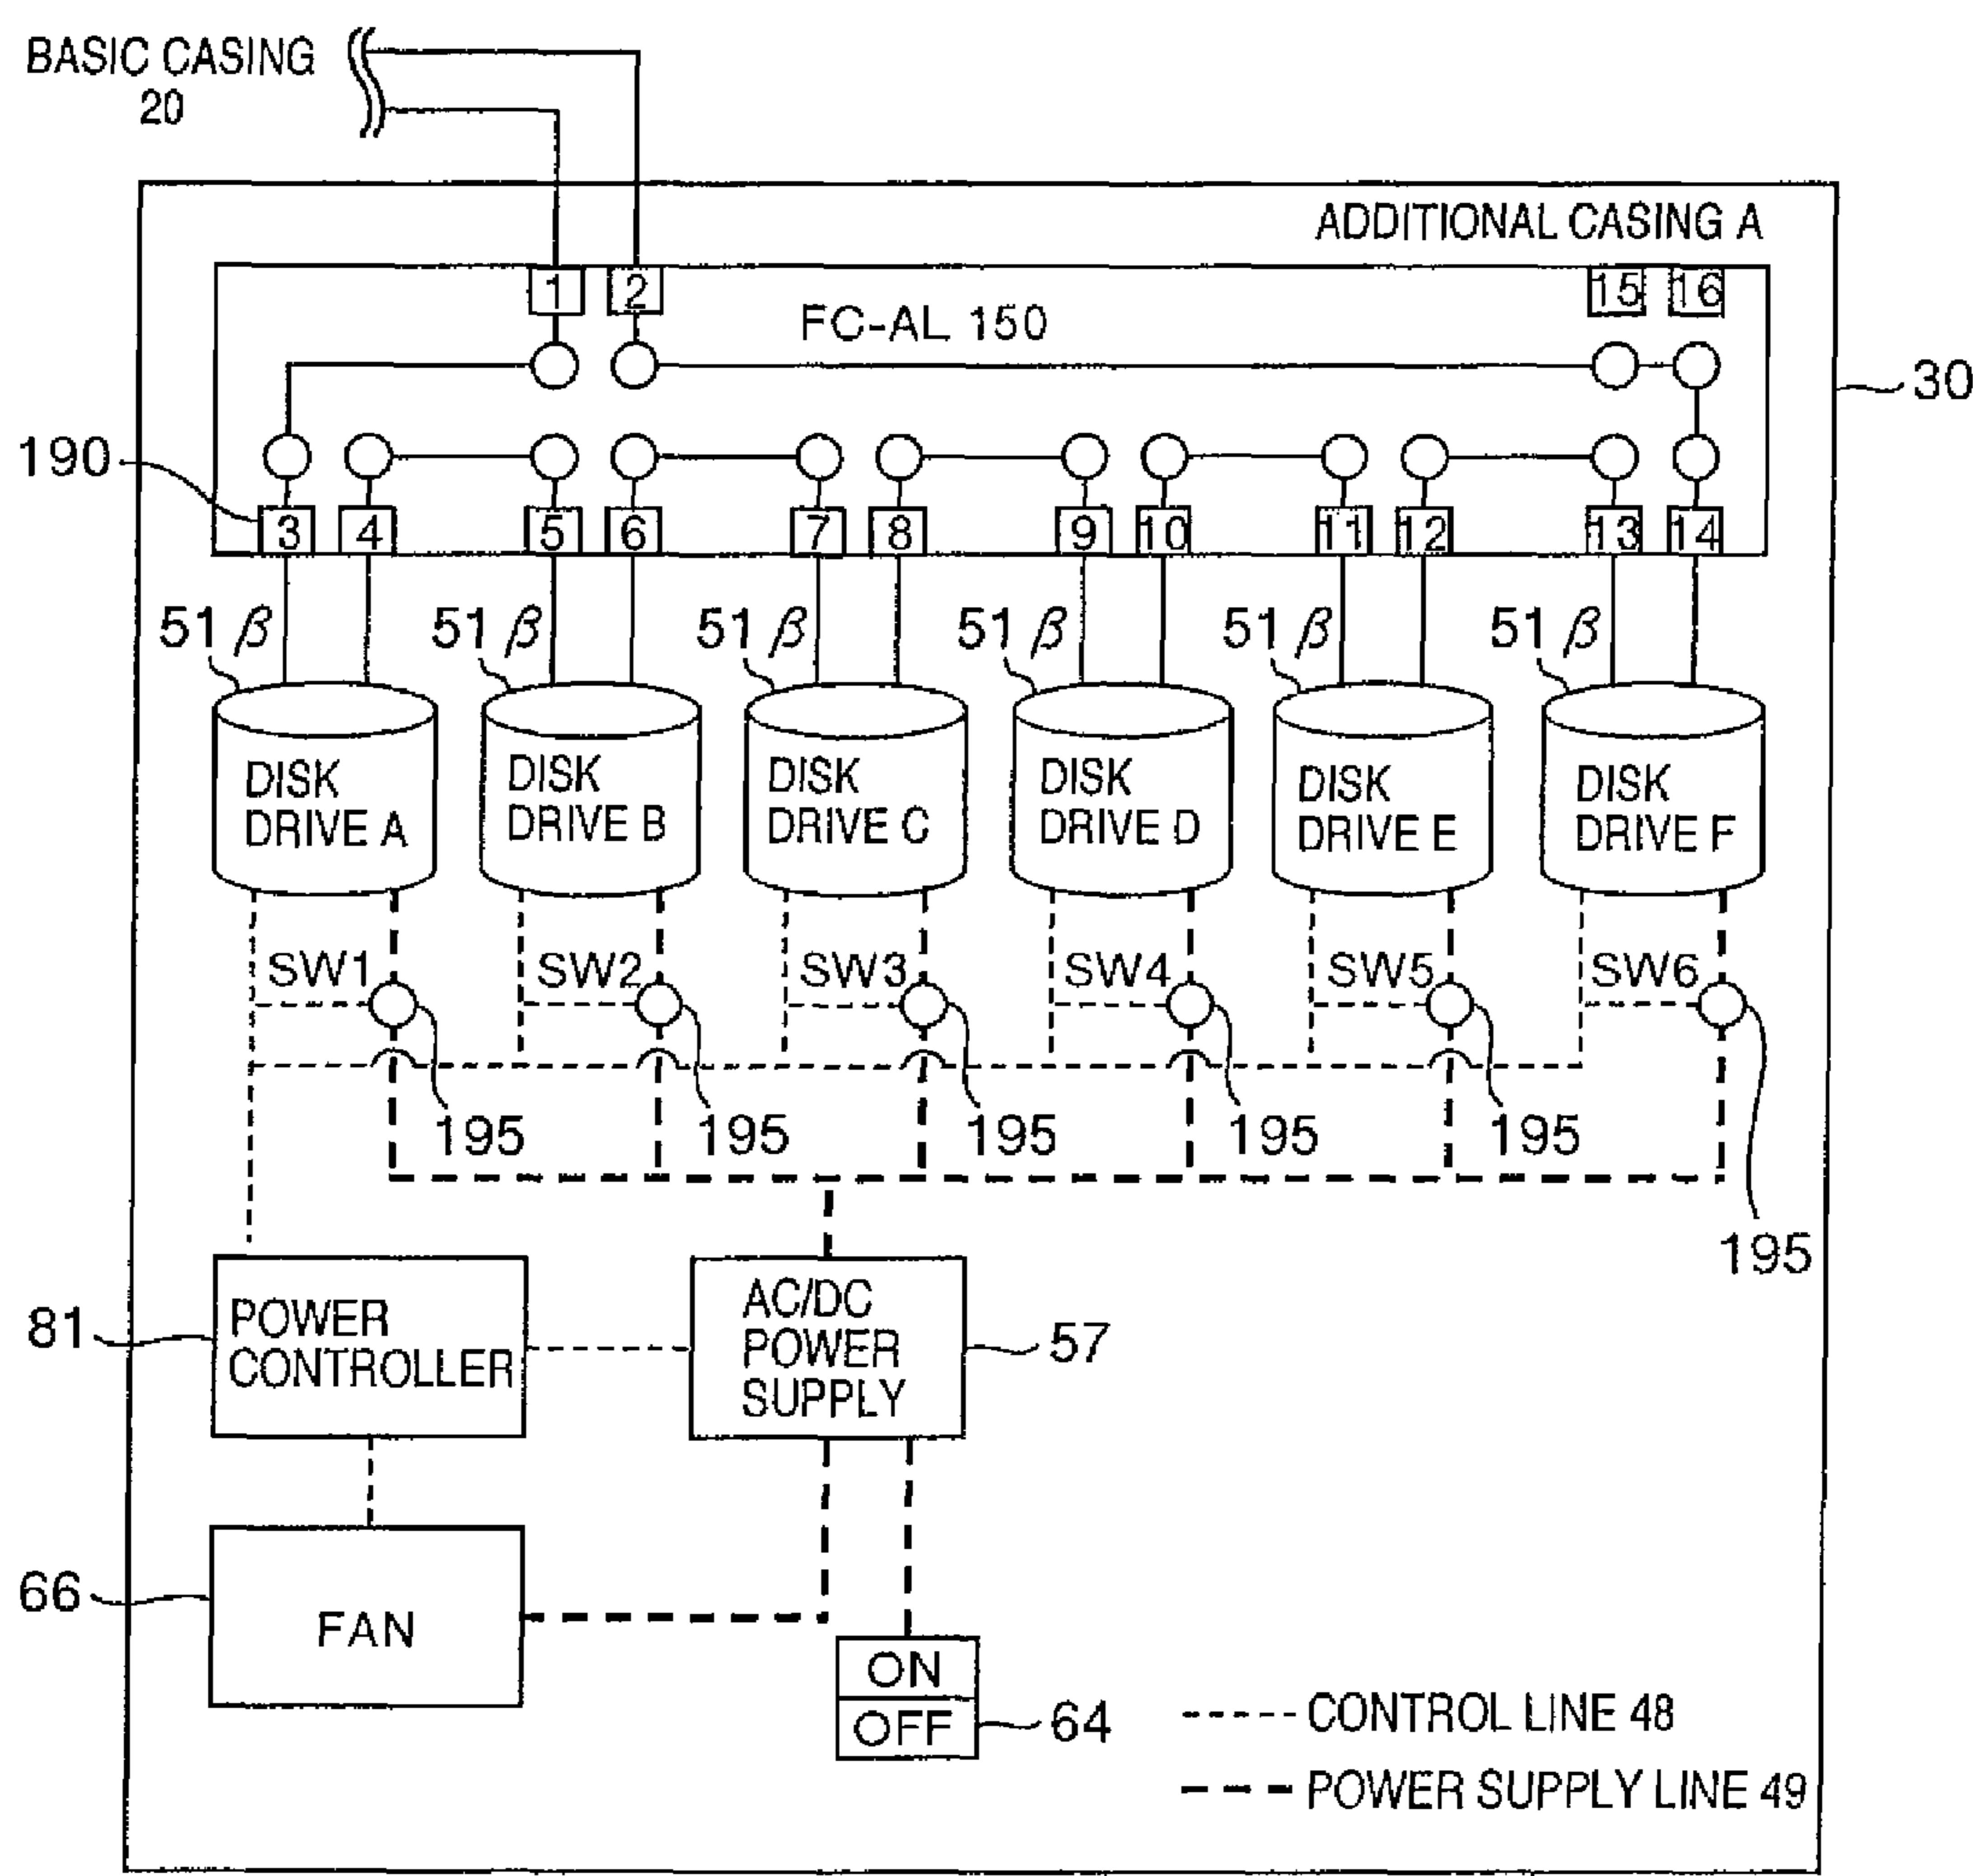 BASIC CASING
20
ADDITIONAL CASING A
1 2 15 16
FC-AL 150
30
190
3 4 5 6 7 8 9 10 11 12 13 14
51β 51β 51β 51β 51β 51β
DISK
DRIVE A
DISK
DRIVE B
DISK
DRIVE C
DISK
DRIVE D
DISK
DRIVE E
DISK
DRIVE F
SW1 SW2 SW3 SW4 SW5 SW6
195 195 195 195 195
195
81
POWER
CONTROLLER
AC/DC
POWER
SUPPLY
57
66
FAN
ON
OFF
64
CONTROL LINE 48
POWER SUPPLY LINE 49